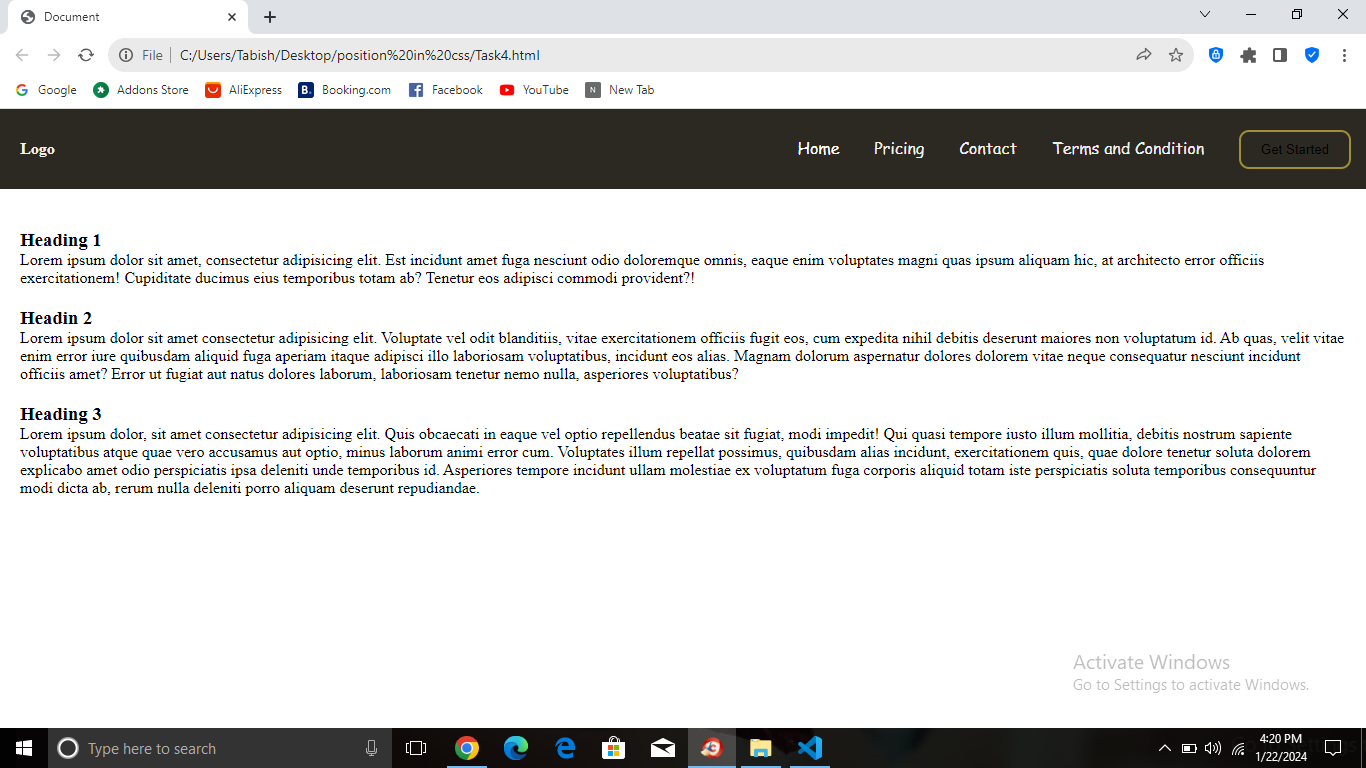 Document
File C:/Users/Tabish/Desktop/position%20in%20css/Task4.html
Google Addons Store AliExpress B. Booking.com Facebook YouTube N New Tab
Logo Home Pricing Contact Terms and Condition Get Started
Heading 1
Lorem ipsum dolor sit amet, consectetur adipisicing elit. Est incidunt amet fuga nesciunt odio doloremque omnis, eaque enim voluptates magni quas ipsum aliquam hic, at architecto error officiis
exercitationem! Cupiditate ducimus eius temporibus totam ab? Tenetur eos adipisci commodi provident?!
Headin 2
Lorem ipsum dolor sit amet consectetur adipisicing elit. Voluptate vel odit blanditiis, vitae exercitationem officiis fugit eos, cum expedita nihil debitis deserunt maiores non voluptatum id. Ab quas, velit vitae
enim error iure quibusdam aliquid fuga aperiam itaque adipisci illo laboriosam voluptatibus, incidunt eos alias. Magnam dolorum aspernatur dolores dolorem vitae neque consequatur nesciunt incidunt
officiis amet? Error ut fugiat aut natus dolores laborum, laboriosam tenetur nemo nulla, asperiores voluptatibus?
Heading 3
Lorem ipsum dolor, sit amet consectetur adipisicing elit. Quis obcaecati in eaque vel optio repellendus beatae sit fugiat, modi impedit! Qui quasi tempore iusto illum mollitia, debitis nostrum sapiente
voluptatibus atque quae vero accusamus aut optio, minus laborum animi error cum. Voluptates illum repellat possimus, quibusdam alias incidunt, exercitationem quis, quae dolore tenetur soluta dolorem
explicabo amet odio perspiciatis ipsa deleniti unde temporibus id. Asperiores tempore incidunt ullam molestiae ex voluptatum fuga corporis aliquid totam iste perspiciatis soluta temporibus consequuntur
modi dicta ab, rerum nulla deleniti porro aliquam deserunt repudiandae.
Activate Windows
Go to Settings to activate Windows.
Type here to search
4:20 PM
1/22/2024